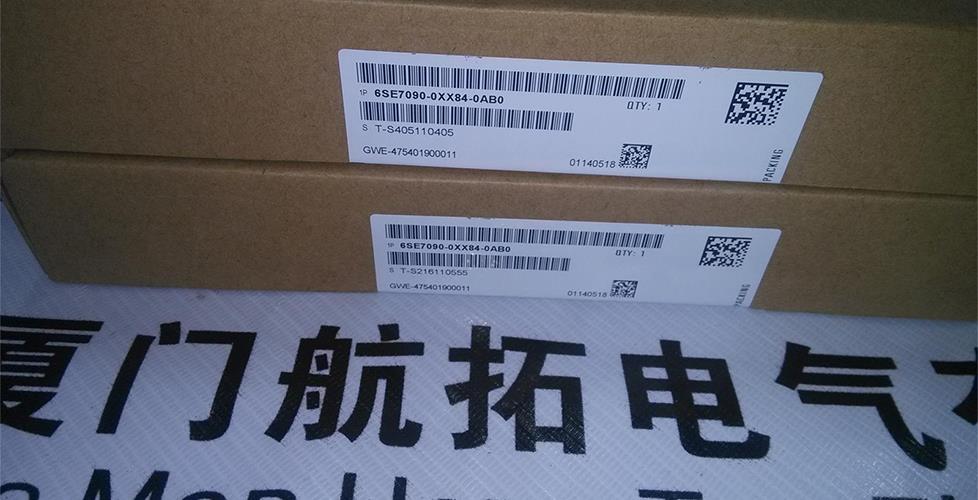 1P 6SE7090-0XX84-0AB0
QTY: 1
S T-S405110405
GWE-475401900011
01140518
PACKING
1P 6SE7090-0XX84-0AB0
QTY: 1
S T-S216110555
GWE-475401900011
01140518
PACKING
厦门航拓电气
Men